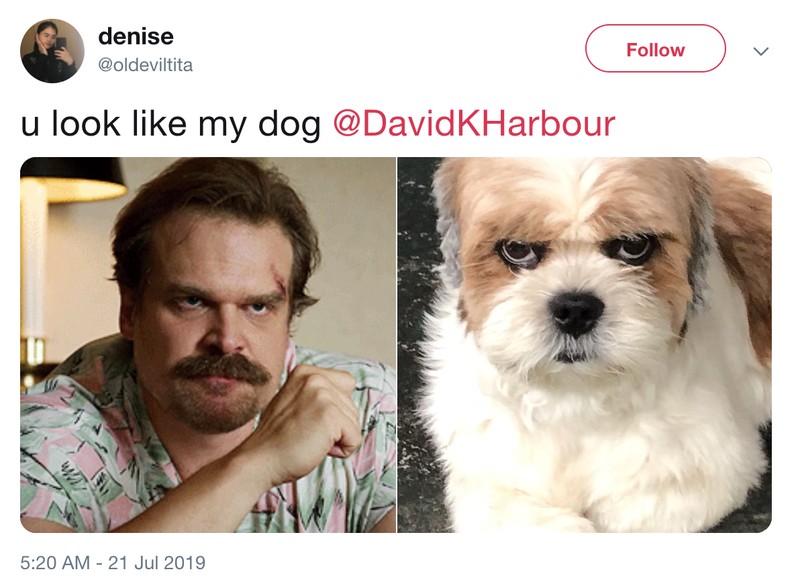 denise
@oldeviltita
Follow
u look like my dog @DavidKHarbour
5:20 AM - 21 Jul 2019